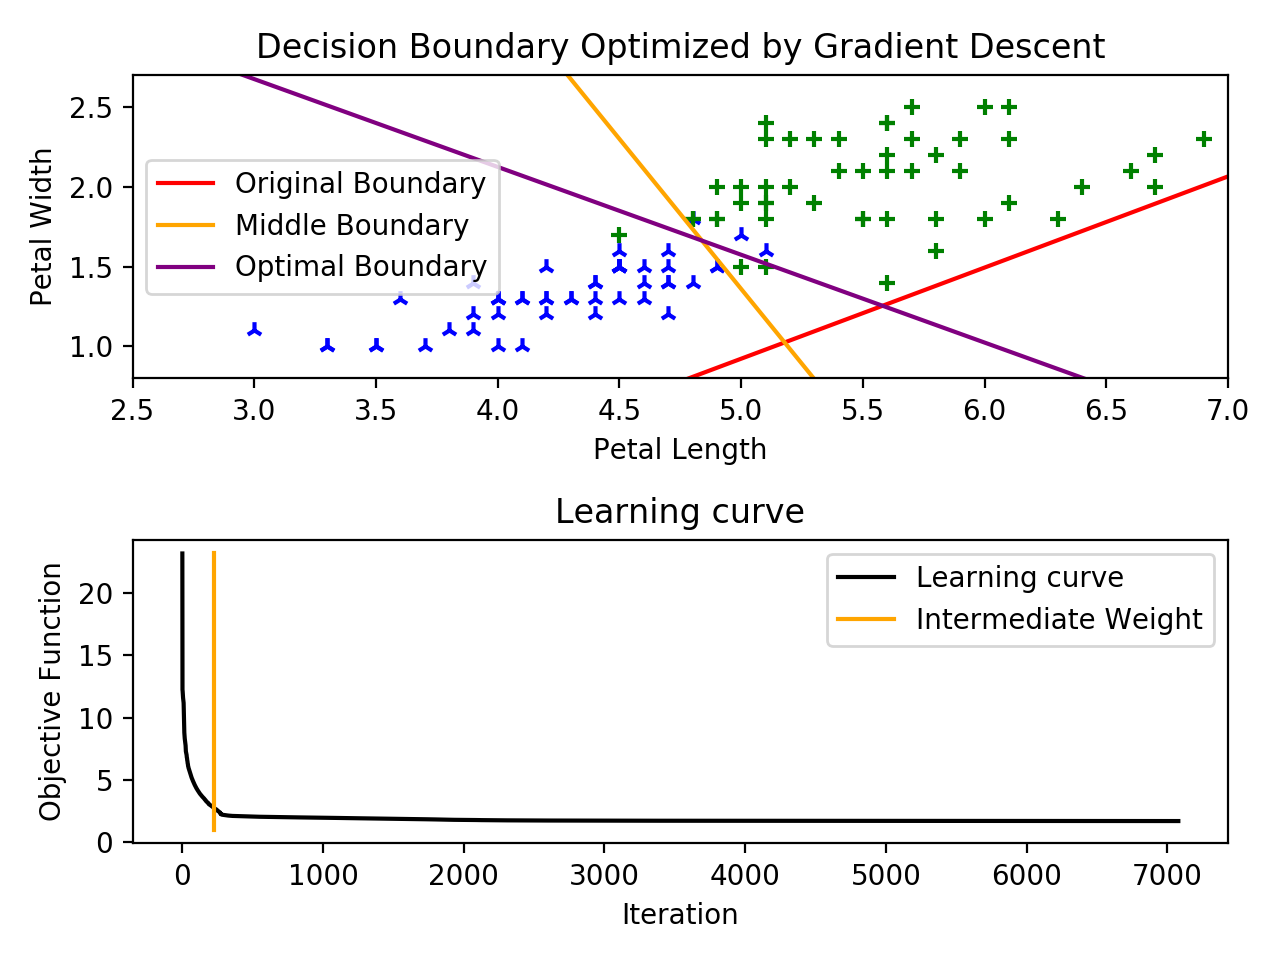 Decision Boundary Optimized by Gradient Descent
Petal Width
2.5
2.0
1.5
1.0
Original Boundary
Middle Boundary
Optimal Boundary
2.5 3.0 3.5 4.0 4.5 5.0 5.5 6.0 6.5 7.0
Petal Length
Learning curve
Objective Function
20
15
10
5
0
Learning curve
Intermediate Weight
0 1000 2000 3000 4000 5000 6000 7000
Iteration